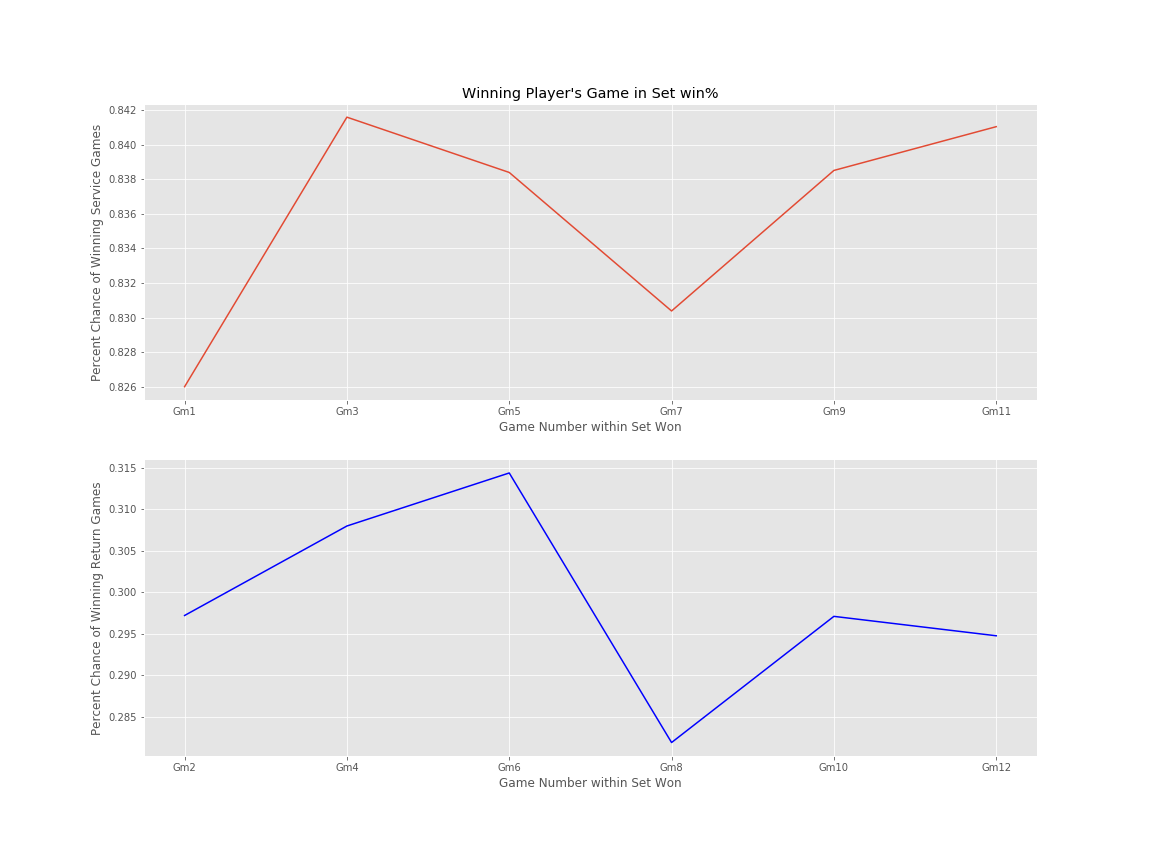 Winning Player's Game in Set win%
Percent Chance of Winning Service Games
0.842
0.840
0.838
0.836
0.834
0.832
0.830
0.828
0.826
Gm1 Gm3 Gm5 Gm7 Gm9 Gm11
Game Number within Set Won
Percent Chance of Winning Return Games
0.315
0.310
0.305
0.300
0.295
0.290
0.285
Gm2 Gm4 Gm6 Gm8 Gm10 Gm12
Game Number within Set Won